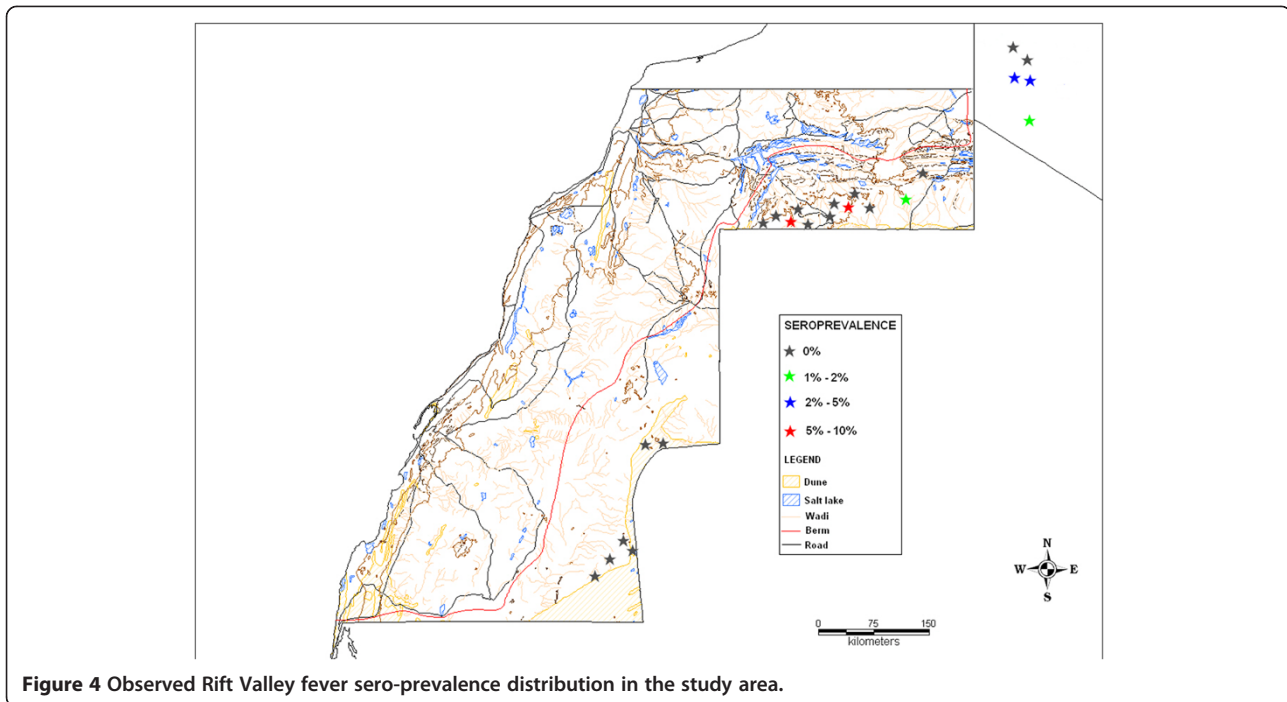 SEROPREVALENCE
0%
1% - 2%
2% - 5%
5% - 10%
LEGEND
Dune
Salt lake
Wadi
Berm
Road
N
W E
S
0 75 150
kilometers
Figure 4 Observed Rift Valley fever sero-prevalence distribution in the study area.